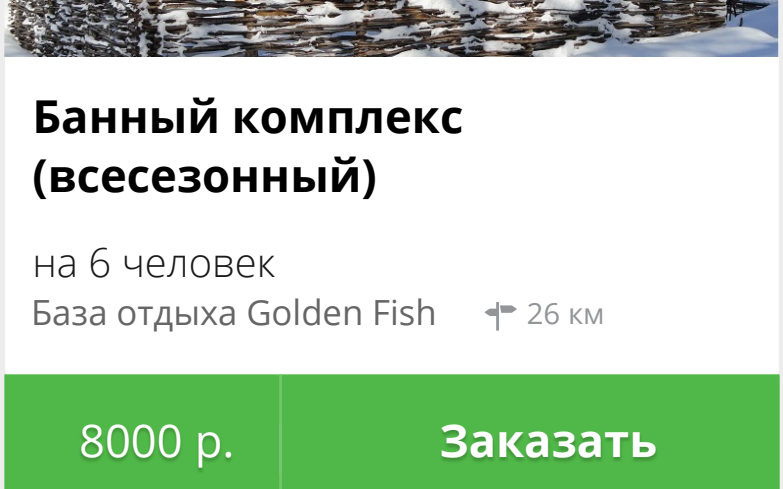 Банный комплекс
(всесезонный)
на 6 человек
База отдыха Golden Fish 26 км
8000 р. Заказать